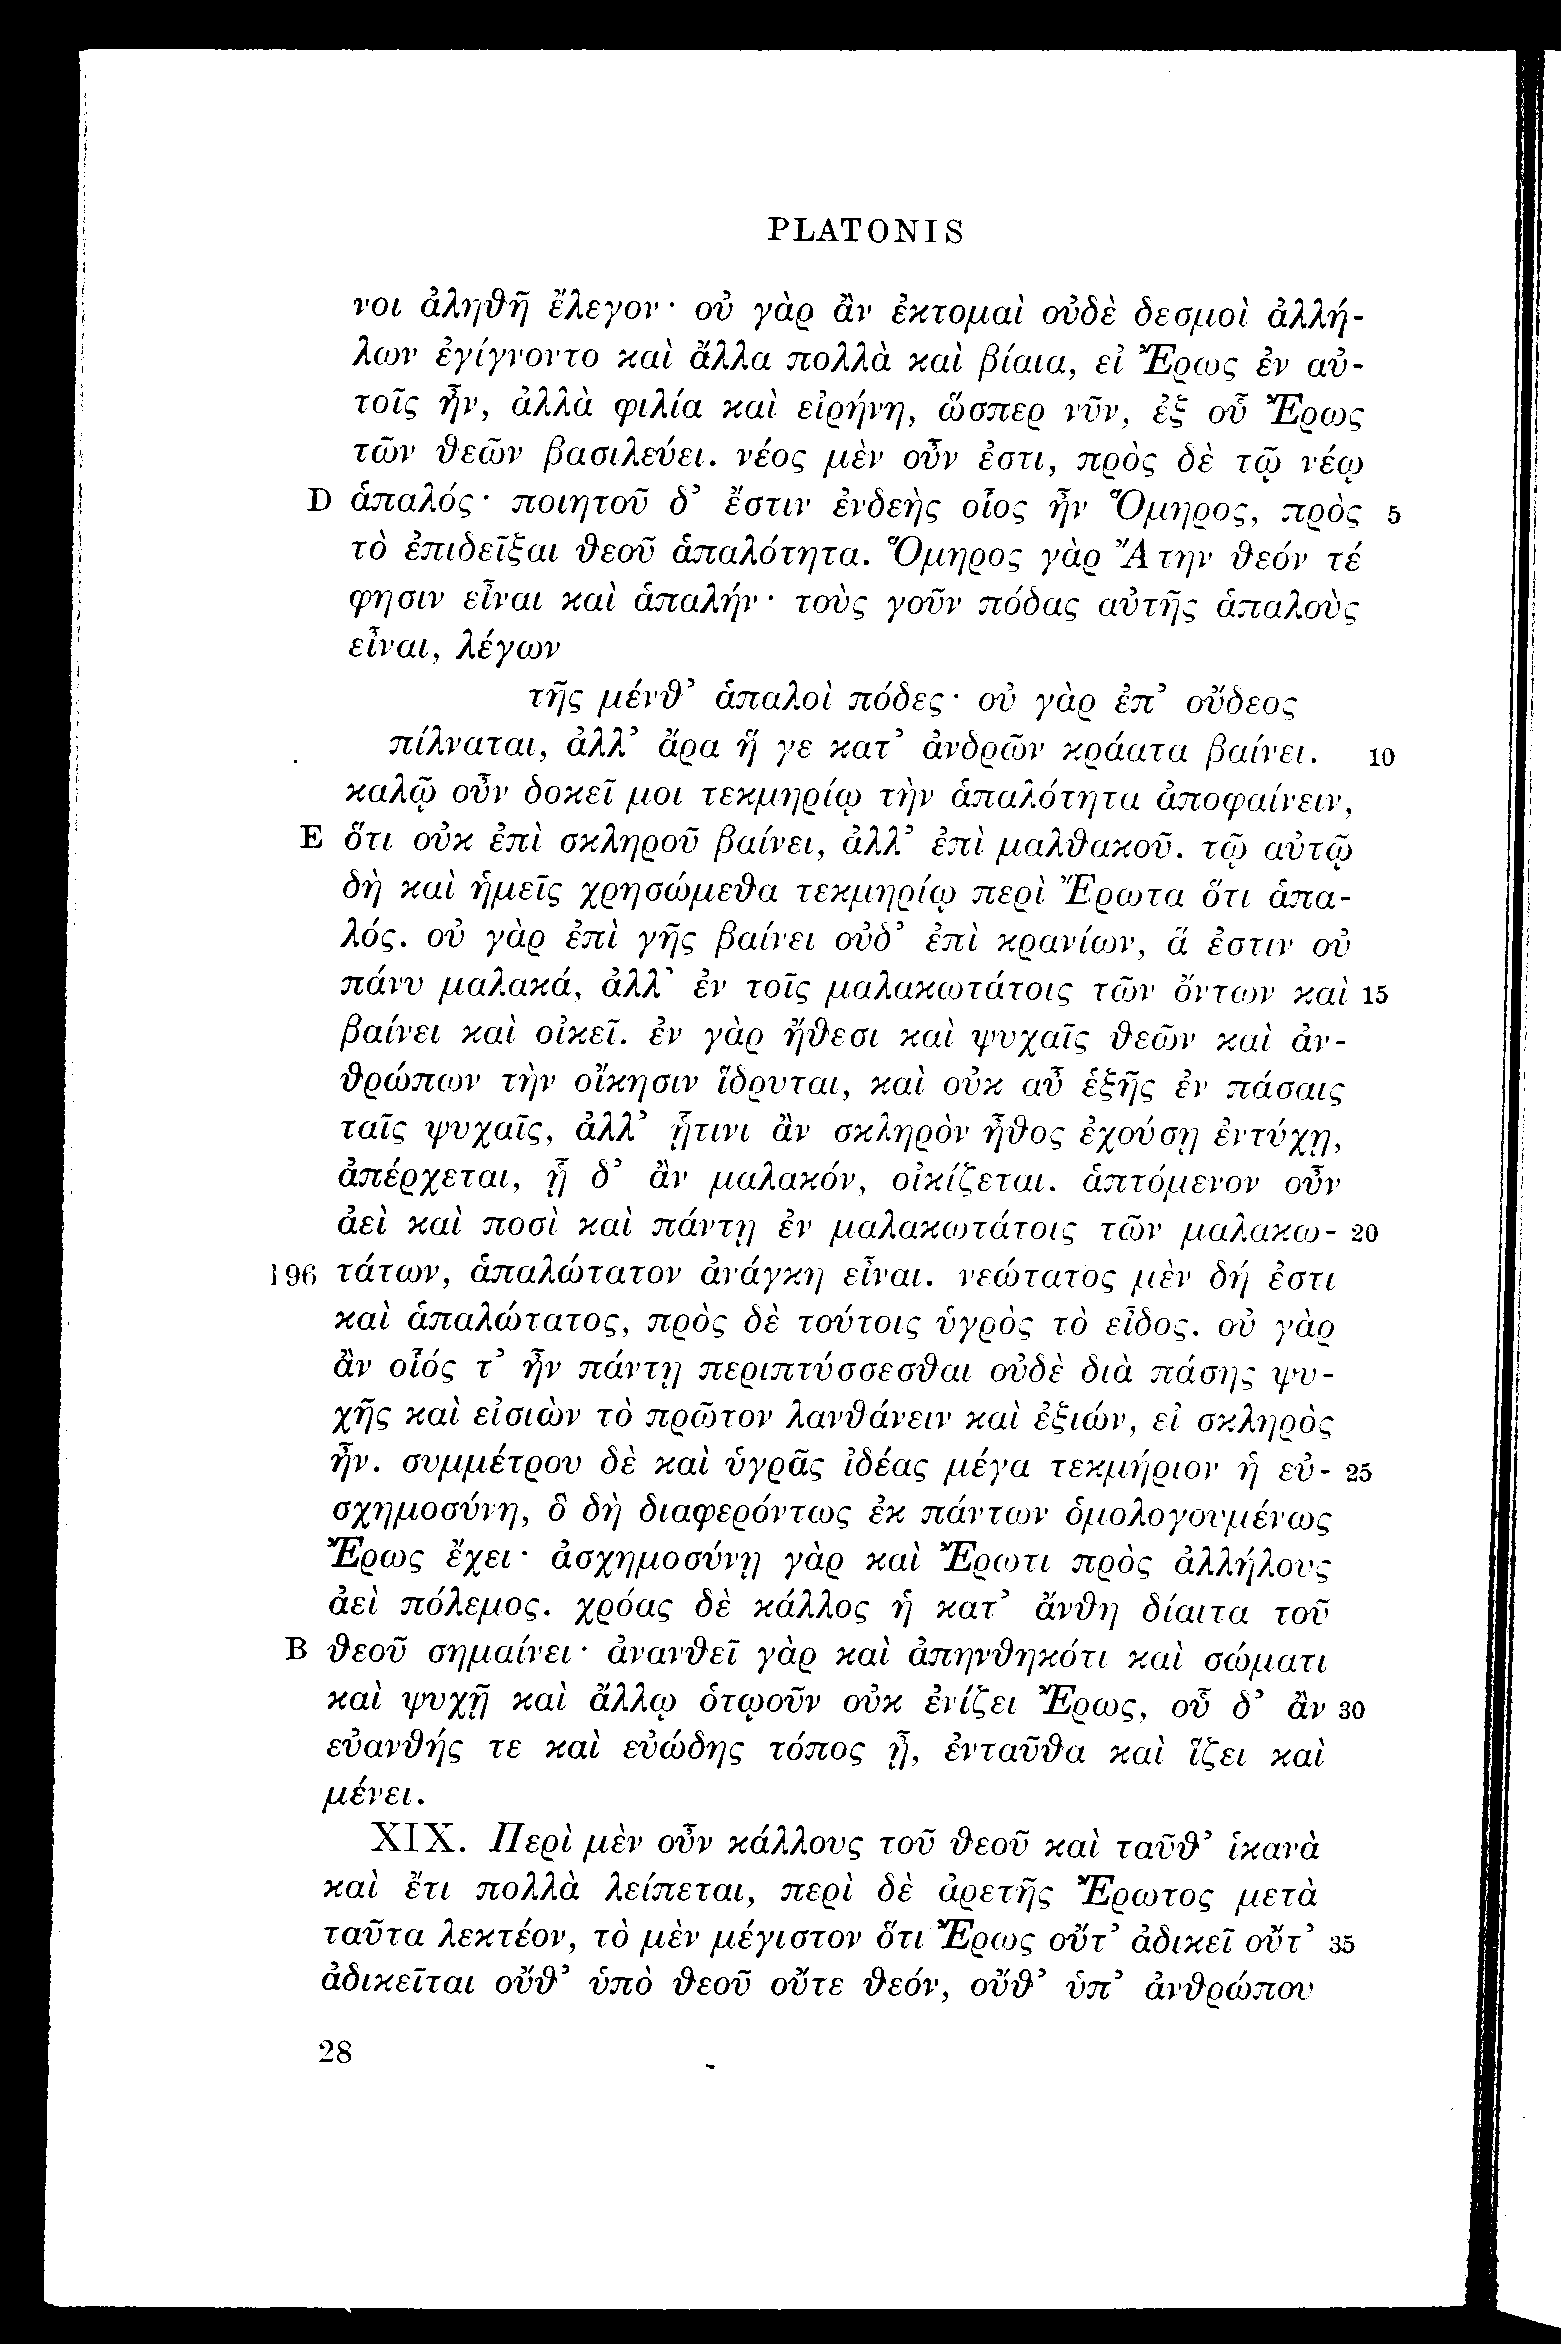 PLATONIS
νοι ἀληθῆ ἔλεγον· οὐ γὰρ ἂν ἐκτομαὶ οὐδὲ δεσμοὶ ἀλλή-
λων ἐγίγνοντο καὶ ἄλλα πολλὰ καὶ βίαια, εἰ Ἔρως ἐν αὐ-
τοῖς ἦν, ἀλλὰ φιλία καὶ εἰρήνη, ὥσπερ νῦν, ἐξ οὗ Ἔρως
τῶν θεῶν βασιλεύει. νέος μὲν οὖν ἐστι, πρὸς δὲ τῷ νέῳ
D ἁπαλός· ποιητοῦ δ’ ἔστιν ἐνδεὴς οἷος ἦν Ὅμηρος, πρὸς 5
τὸ ἐπιδεῖξαι θεοῦ ἁπαλότητα. Ὅμηρος γὰρ Ἄτην θεόν τέ
φησιν εἶναι καὶ ἁπαλήν· τοὺς γοῦν πόδας αὐτῆς ἁπαλοὺς
εἶναι, λέγων
τῆς μένθ’ ἁπαλοὶ πόδες· οὐ γὰρ ἐπ’ οὔδεος
πίλναται, ἀλλ’ ἄρα ἥ γε κατ’ ἀνδρῶν κράατα βαίνει. 10
καλῷ οὖν δοκεῖ μοι τεκμηρίῳ τὴν ἁπαλότητα ἀποφαίνειν,
E ὅτι οὐκ ἐπὶ σκληροῦ βαίνει, ἀλλ’ ἐπὶ μαλθακοῦ. τῷ αὐτῷ
δὴ καὶ ἡμεῖς χρησώμεθα τεκμηρίῳ περὶ Ἔρωτα ὅτι ἁπα-
λός. οὐ γὰρ ἐπὶ γῆς βαίνει οὐδ’ ἐπὶ κρανίων, ἅ ἐστιν οὐ
πάνυ μαλακά, ἀλλ’ ἐν τοῖς μαλακωτάτοις τῶν ὄντων καὶ 15
βαίνει καὶ οἰκεῖ. ἐν γὰρ ἤθεσι καὶ ψυχαῖς θεῶν καὶ ἀν-
θρώπων τὴν οἴκησιν ἵδρυται, καὶ οὐκ αὖ ἑξῆς ἐν πάσαις
ταῖς ψυχαῖς, ἀλλ’ ᾗτινι ἂν σκληρὸν ἦθος ἐχούσῃ ἐντύχῃ,
ἀπέρχεται, ᾗ δ’ ἂν μαλακόν, οἰκίζεται. ἁπτόμενον οὖν
ἀεὶ καὶ ποσὶ καὶ πάντῃ ἐν μαλακωτάτοις τῶν μαλακω- 20
196 τάτων, ἁπαλώτατον ἀνάγκη εἶναι. νεώτατος μὲν δή ἐστι
καὶ ἁπαλώτατος, πρὸς δὲ τούτοις ὑγρὸς τὸ εἶδος. οὐ γὰρ
ἂν οἷός τ’ ἦν πάντῃ περιπτύσσεσθαι οὐδὲ διὰ πάσης ψυ-
χῆς καὶ εἰσιὼν τὸ πρῶτον λανθάνειν καὶ ἐξιών, εἰ σκληρὸς
ἦν. συμμέτρου δὲ καὶ ὑγρᾶς ἰδέας μέγα τεκμήριον ἡ εὐ- 25
σχημοσύνη, ὃ δὴ διαφερόντως ἐκ πάντων ὁμολογουμένως
Ἔρως ἔχει· ἀσχημοσύνῃ γὰρ καὶ Ἔρωτι πρὸς ἀλλήλους
ἀεὶ πόλεμος. χρόας δὲ κάλλος ἡ κατ’ ἄνθη δίαιτα τοῦ
B θεοῦ σημαίνει· ἀνανθεῖ γὰρ καὶ ἀπηνθηκότι καὶ σώματι
καὶ ψυχῇ καὶ ἄλλῳ ὁτῳοῦν οὐκ ἐνίζει Ἔρως, οὗ δ’ ἂν 30
εὐανθής τε καὶ εὐώδης τόπος ᾖ, ἐνταῦθα καὶ ἵζει καὶ
μένει.
XIX. Περὶ μὲν οὖν κάλλους τοῦ θεοῦ καὶ ταῦθ’ ἱκανὰ
καὶ ἔτι πολλὰ λείπεται, περὶ δὲ ἀρετῆς Ἔρωτος μετὰ
ταῦτα λεκτέον, τὸ μὲν μέγιστον ὅτι Ἔρως οὔτ’ ἀδικεῖ οὔτ’ 35
ἀδικεῖται οὔθ’ ὑπὸ θεοῦ οὔτε θεόν, οὔθ’ ὑπ’ ἀνθρώπου
28